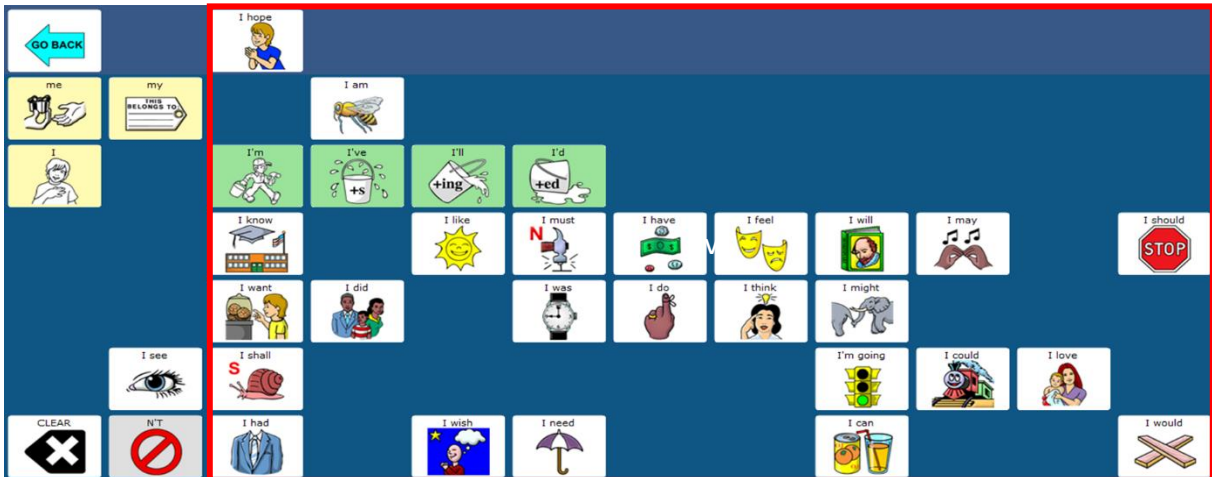 I hope
GO BACK
me my I am
THIS BELONGS TO
I I'm I've I'll I'd
+s +ing +ed
I know I like I must I have I feel I will I may I should
N STOP
I want I did I was I do I think I might
I see I shall I'm going I could I love
S
CLEAR N'T I had I wish I need I can I would